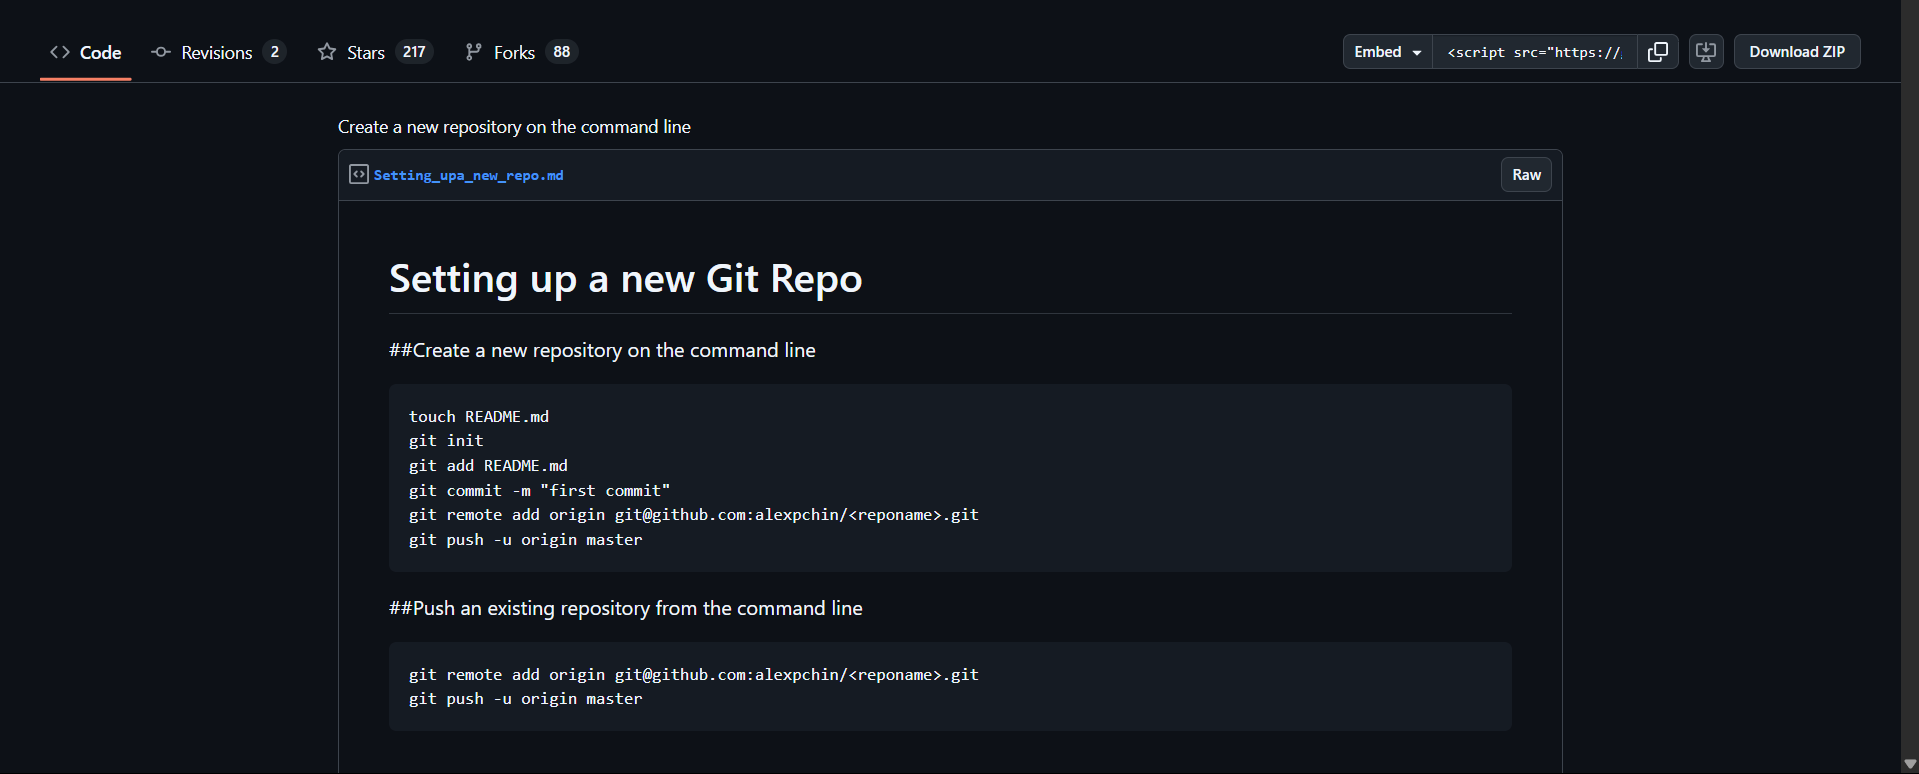 Code
Revisions 2
Stars 217
Forks 88
Embed
<script src="https://
Download ZIP
Create a new repository on the command line
Setting_upa_new_repo.md
Raw
Setting up a new Git Repo
##Create a new repository on the command line
touch README.md
git init
git add README.md
git commit -m "first commit"
git remote add origin git@github.com:alexpchin/<reponame>.git
git push -u origin master
##Push an existing repository from the command line
git remote add origin git@github.com:alexpchin/<reponame>.git
git push -u origin master